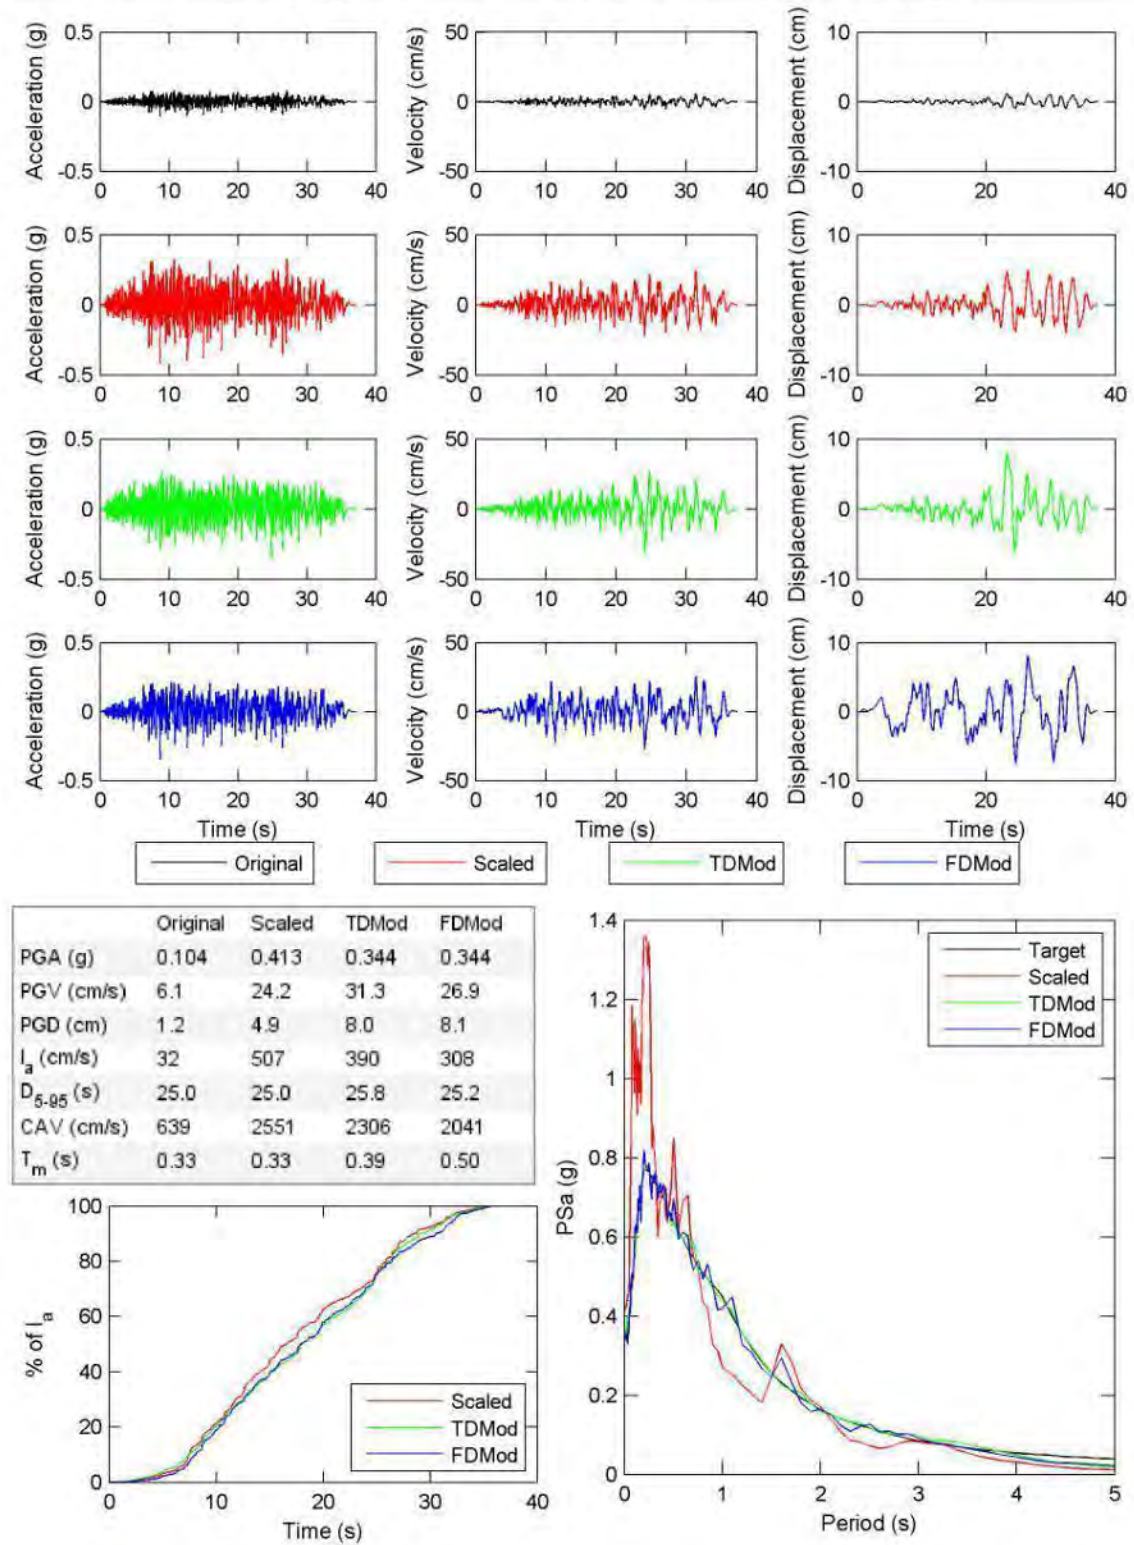 Acceleration (g)
0.5
0
-0.5
0 10 20 30 40
Velocity (cm/s)
50
0
-50
0 10 20 30 40
Displacement (cm)
10
0
-10
0 20 40
Acceleration (g)
0.5
0
-0.5
0 10 20 30 40
Velocity (cm/s)
50
0
-50
0 10 20 30 40
Displacement (cm)
10
0
-10
0 20 40
Acceleration (g)
0.5
0
-0.5
0 10 20 30 40
Velocity (cm/s)
50
0
-50
0 10 20 30 40
Displacement (cm)
10
0
-10
0 20 40
Acceleration (g)
0.5
0
-0.5
0 10 20 30 40
Time (s)
Velocity (cm/s)
50
0
-50
0 10 20 30 40
Time (s)
Displacement (cm)
10
0
-10
0 20 40
Time (s)
Original Scaled TDMod FDMod
Original Scaled TDMod FDMod
PGA (g) 0.104 0.413 0.344 0.344
PGV (cm/s) 6.1 24.2 31.3 26.9
PGD (cm) 1.2 4.9 8.0 8.1
Ia (cm/s) 32 507 390 308
D5-95 (s) 25.0 25.0 25.8 25.2
CAV (cm/s) 639 2551 2306 2041
Tm (s) 0.33 0.33 0.39 0.50
% of Ia
100
80
60
40
20
0
0 10 20 30 40
Time (s)
Scaled
TDMod
FDMod
PSa (g)
1.4
1.2
1
0.8
0.6
0.4
0.2
0
0 1 2 3 4 5
Period (s)
Target
Scaled
TDMod
FDMod